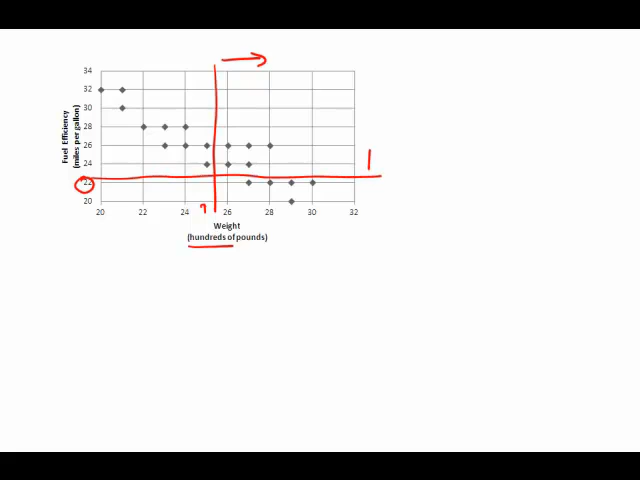 34
32
30
28
26
24
22
20
Fuel Efficiency
(miles per gallon)
20 22 24 26 28 30 32
Weight
(hundreds of pounds)